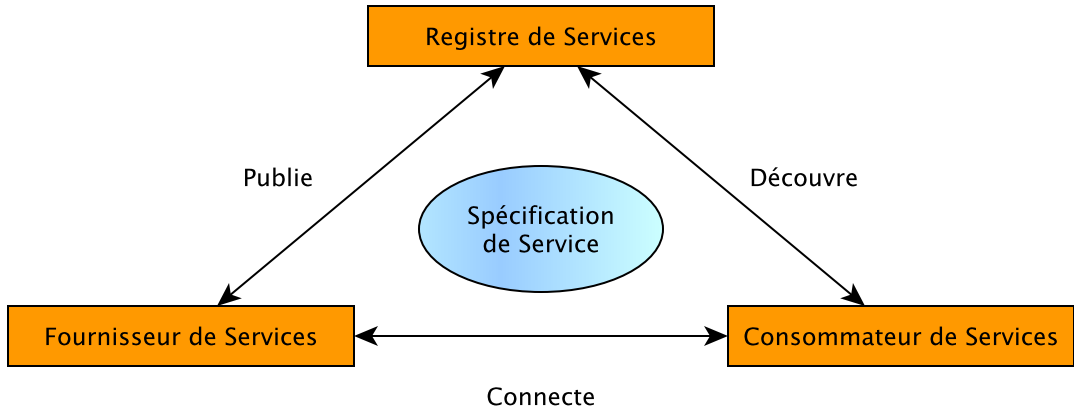 Registre de Services
Publie
Découvre
Spécification
de Service
Fournisseur de Services
Consommateur de Services
Connecte